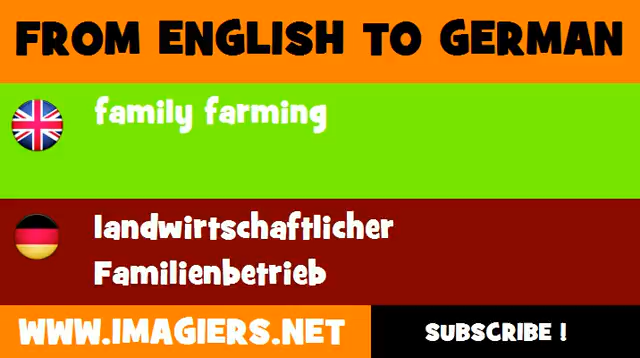 FROM ENGLISH TO GERMAN
family farming
landwirtschaftlicher
Familienbetrieb
WWW.IMAGIERS.NET
SUBSCRIBE !